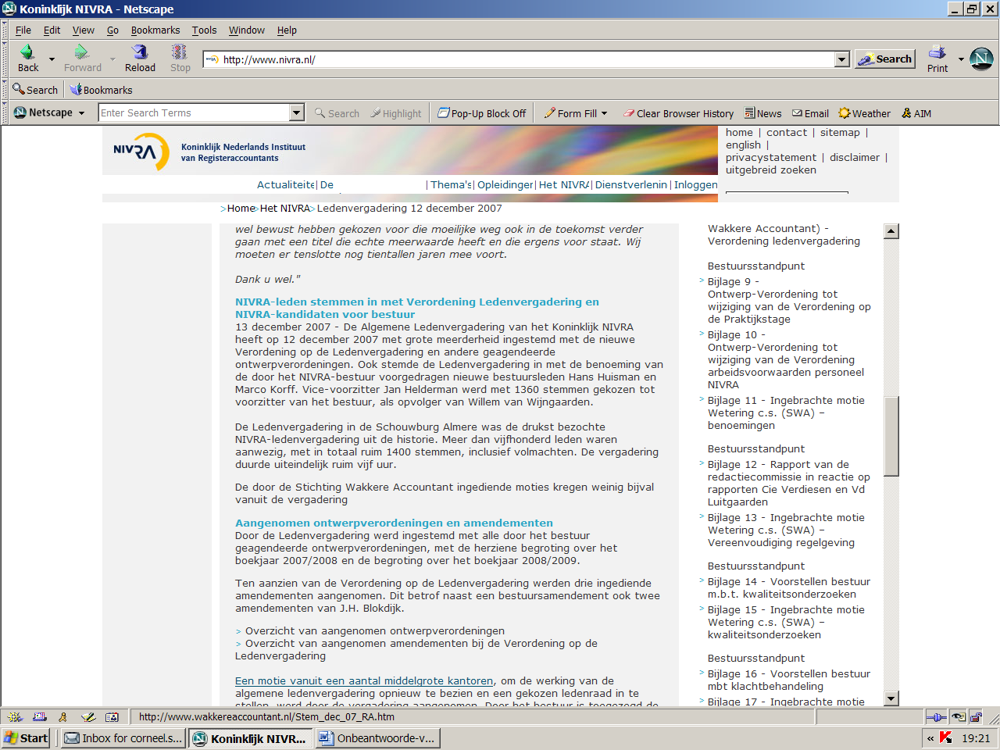 Koninklijk NIVRA - Netscape
File Edit View Go Bookmarks Tools Window Help
Back Forward Reload Stop http://www.nivra.nl/ Search Print
Search Bookmarks
Netscape Enter Search Terms Search Highlight Pop-Up Block Off Form Fill Clear Browser History News Email Weather AIM
NIVRA Koninklijk Nederlands Instituut
van Registeraccountants
home | contact | sitemap |
english |
privacystatement | disclaimer |
uitgebreid zoeken
Actualiteite | De | Thema's | Opleidinger | Het NIVRA | Dienstverlenin | Inloggen
>Home>Het NIVRA>Ledenvergadering 12 december 2007
wel bewust hebben gekozen voor die moeilijke weg ook in de toekomst verder
gaan met een titel die echte meerwaarde heeft en die ergens voor staat. Wij
moeten er tenslotte nog tientallen jaren mee voort.
Dank u wel."
NIVRA-leden stemmen in met Verordening Ledenvergadering en
NIVRA-kandidaten voor bestuur
13 december 2007 - De Algemene Ledenvergadering van het Koninklijk NIVRA
heeft op 12 december 2007 met grote meerderheid ingestemd met de nieuwe
Verordening op de Ledenvergadering en andere geagendeerde
ontwerpverordeningen. Ook stemde de Ledenvergadering in met de benoeming van
de door het NIVRA-bestuur voorgedragen nieuwe bestuursleden Hans Huisman en
Marco Korff. Vice-voorzitter Jan Helderman werd met 1360 stemmen gekozen tot
voorzitter van het bestuur, als opvolger van Willem van Wijngaarden.
De Ledenvergadering in de Schouwburg Almere was de drukst bezochte
NIVRA-ledenvergadering uit de historie. Meer dan vijfhonderd leden waren
aanwezig, met in totaal ruim 1400 stemmen, inclusief volmachten. De vergadering
duurde uiteindelijk ruim vijf uur.
De door de Stichting Wakkere Accountant ingediende moties kregen weinig bijval
vanuit de vergadering
Aangenomen ontwerpverordeningen en amendementen
Door de Ledenvergadering werd ingestemd met alle door het bestuur
geagendeerde ontwerpverordeningen, met de herziene begroting over het
boekjaar 2007/2008 en de begroting over het boekjaar 2008/2009.
Ten aanzien van de Verordening op de Ledenvergadering werden drie ingediende
amendementen aangenomen. Dit betrof naast een bestuursamendement ook twee
amendementen van J.H. Blokdijk.
> Overzicht van aangenomen ontwerpverordeningen
> Overzicht van aangenomen amendementen bij de Verordening op de
Ledenvergadering
Een motie vanuit een aantal middelgrote kantoren, om de werking van de
algemene ledenvergadering opnieuw te bezien en een gekozen ledenraad in te
stellen, werd door de vergadering aangenomen. Door het bestuur is toegezegd de
Wakkere Accountant) -
Verordening ledenvergadering
Bestuursstandpunt
> Bijlage 9 -
Ontwerp-Verordening tot
wijziging van de Verordening op
de Praktijkstage
> Bijlage 10 -
Ontwerp-Verordening tot
wijziging van de Verordening
arbeidsvoorwaarden personeel
NIVRA
> Bijlage 11 - Ingebrachte motie
Wetering c.s. (SWA) –
benoemingen
Bestuursstandpunt
> Bijlage 12 - Rapport van de
redactiecommissie in reactie op
rapporten Cie Verdiesen en Vd
Luitgaarden
> Bijlage 13 - Ingebrachte motie
Wetering c.s. (SWA) –
Vereenvoudiging regelgeving
Bestuursstandpunt
> Bijlage 14 - Voorstellen bestuur
m.b.t. kwaliteitsonderzoeken
> Bijlage 15 - Ingebrachte motie
Wetering c.s. (SWA) –
kwaliteitsonderzoeken
Bestuursstandpunt
> Bijlage 16 - Voorstellen bestuur
mbt klachtbehandeling
> Bijlage 17 - Ingebrachte motie
http://www.wakkereaccountant.nl/Stem_dec_07_RA.htm
Start Inbox for corneel.s... Koninklijk NIVR... Onbeantwoorde-v... « 19:21